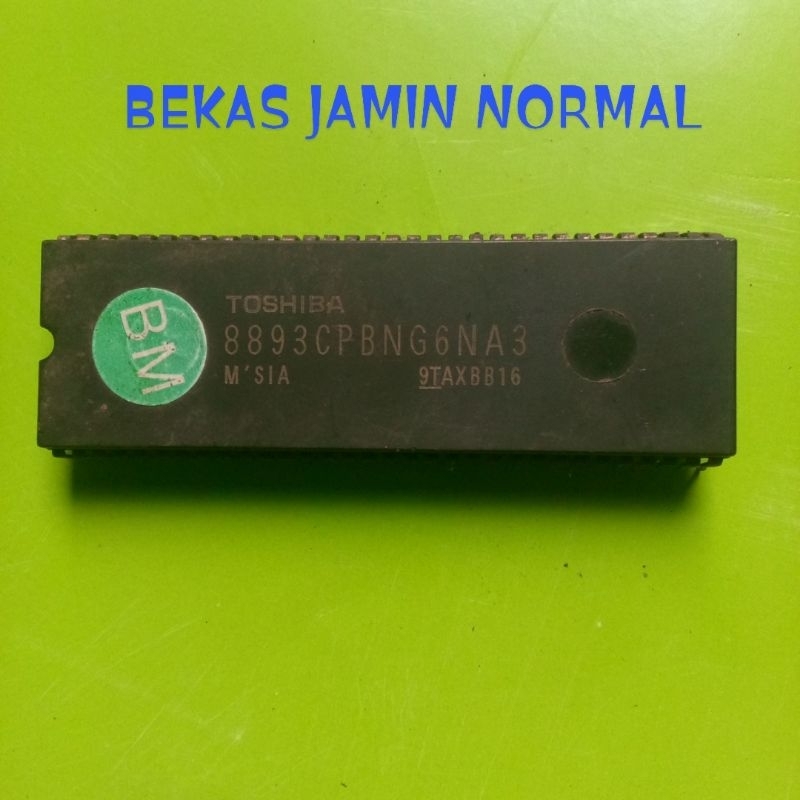 BEKAS JAMIN NORMAL
BM
TOSHIBA
8893CPBNG6NA3
M'SIA 9TAXBB16